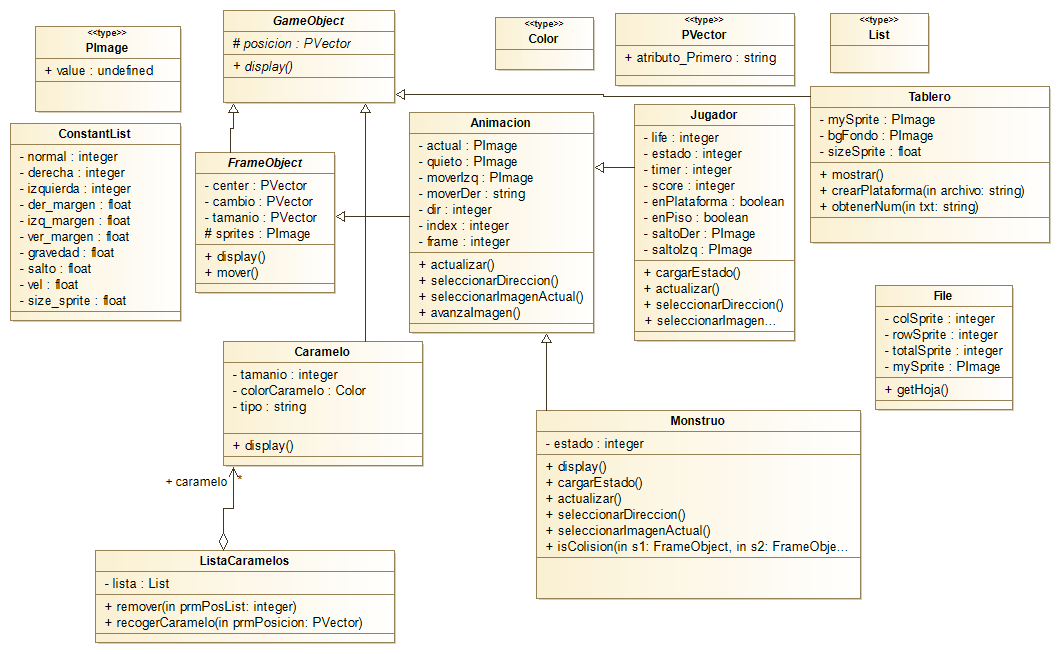 <<type>>
PImage
+ value : undefined
GameObject
# posicion : PVector
+ display()
<<type>>
Color
<<type>>
PVector
+ atributo_Primero : string
<<type>>
List
ConstantList
- normal : integer
- derecha : integer
- izquierda : integer
- der_margen : float
- izq_margen : float
- ver_margen : float
- gravedad : float
- salto : float
- vel : float
- size_sprite : float
FrameObject
- center : PVector
- cambio : PVector
- tamanio : PVector
# sprites : PImage
+ display()
+ mover()
Animacion
- actual : PImage
- quieto : PImage
- moverIzq : PImage
- moverDer : string
- dir : integer
- index : integer
- frame : integer
+ actualizar()
+ seleccionarDireccion()
+ seleccionarImagenActual()
+ avanzaImagen()
Jugador
- life : integer
- estado : integer
- timer : integer
- score : integer
- enPlataforma : boolean
- enPiso : boolean
- saltoDer : PImage
- saltoIzq : PImage
+ cargarEstado()
+ actualizar()
+ seleccionarDireccion()
+ seleccionarImagen...
Tablero
- mySprite : PImage
- bgFondo : PImage
- sizeSprite : float
+ mostrar()
+ crearPlataforma(in archivo: string)
+ obtenerNum(in txt: string)
File
- colSprite : integer
- rowSprite : integer
- totalSprite : integer
- mySprite : PImage
+ getHoja()
Caramelo
- tamanio : integer
- colorCaramelo : Color
- tipo : string
+ display()
+ caramelo
*
Monstruo
- estado : integer
+ display()
+ cargarEstado()
+ actualizar()
+ seleccionarDireccion()
+ seleccionarImagenActual()
+ isColision(in s1: FrameObject, in s2: FrameObje...
ListaCaramelos
- lista : List
+ remover(in prmPosList: integer)
+ recogerCaramelo(in prmPosicion: PVector)